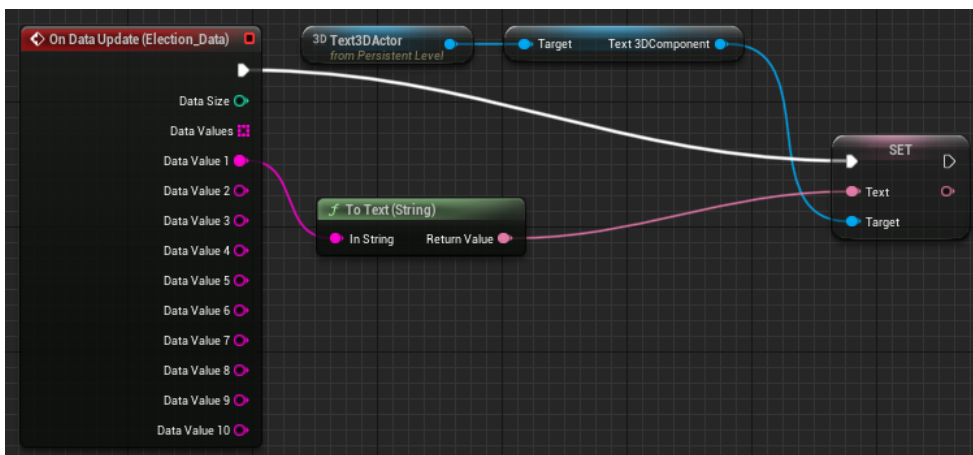 On Data Update (Election_Data)
Data Size
Data Values
Data Value 1
Data Value 2
Data Value 3
Data Value 4
Data Value 5
Data Value 6
Data Value 7
Data Value 8
Data Value 9
Data Value 10
3D Text3DActor
from Persistent Level
Target Text 3DComponent
f To Text (String)
In String Return Value
SET
Text
Target